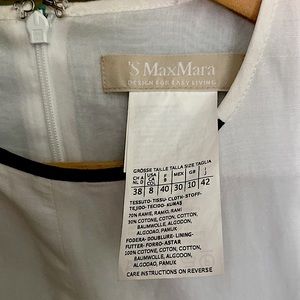 'S MaxMara
DESIGN FOR EASY LIVING
GROSSE TAILLE TALLA SIZE TAGLIA
38 8 40 30 10 42
TESSUTO-TISSU-CLOTH-STOFF-
TEJIDO-TECIDO-KUMAS
70% RAMIE, RAMIO, RAMI
30% COTONE, COTON, COTTON,
BAUMWOLLE, ALGODON,
ALGODAO, PAMUK
FODERA-DOUBLURE-LINING-
FUTTER-FORRO-ASTAR
100% COTONE, COTON, COTTON,
BAUMWOLLE, ALGODON,
ALGODAO, PAMUK
CARE INSTRUCTIONS ON REVERSE